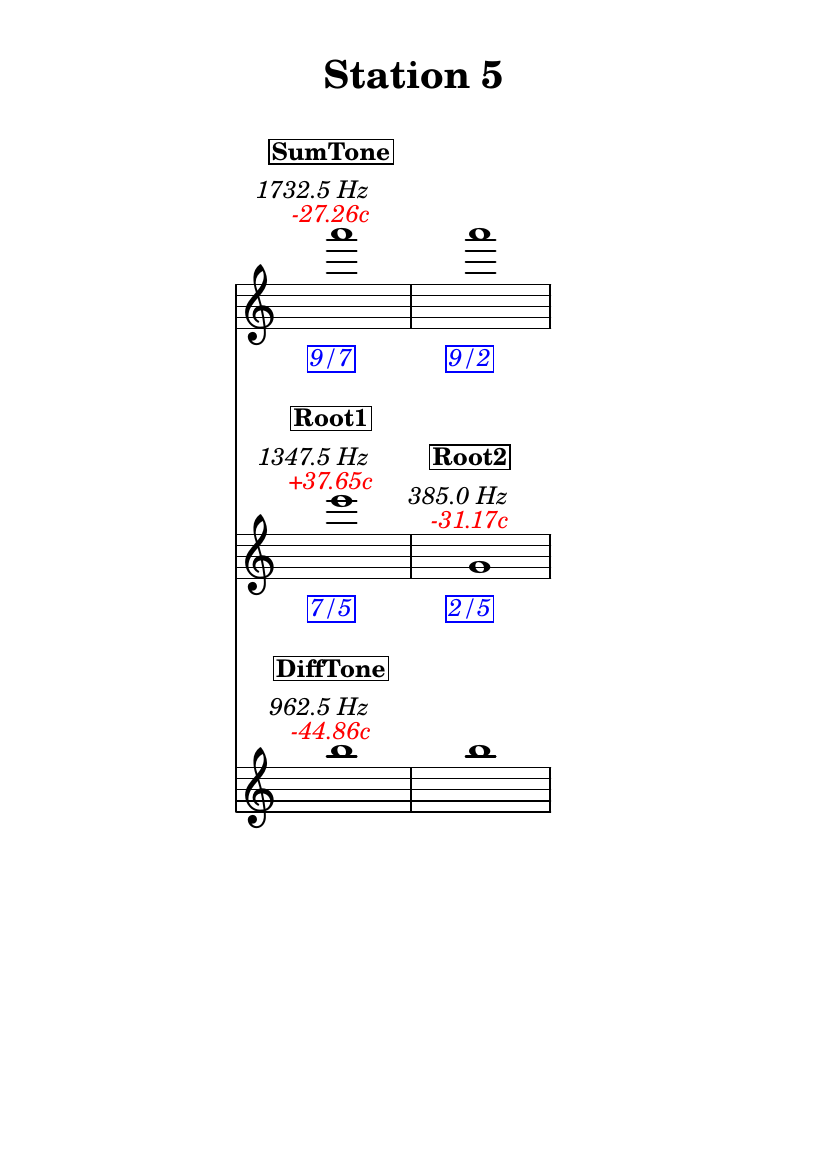 Station 5
SumTone
1732.5 Hz
-27.26c
9/7 9/2
Root1
1347.5 Hz Root2
+37.65c 385.0 Hz
-31.17c
7/5 2/5
DiffTone
962.5 Hz
-44.86c